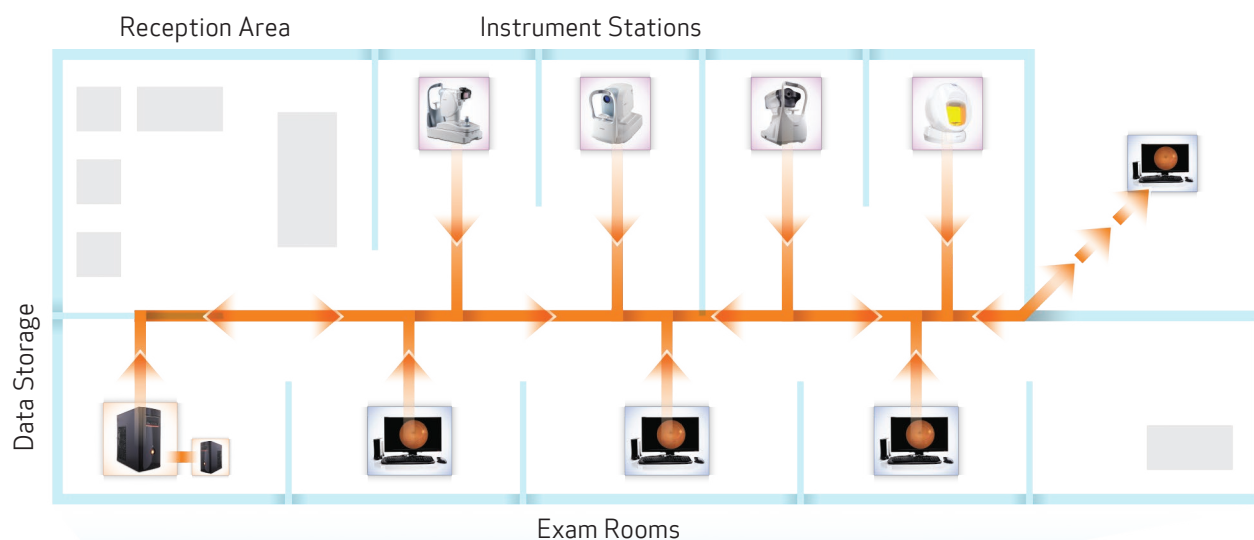 Reception Area
Instrument Stations
Data Storage
Exam Rooms